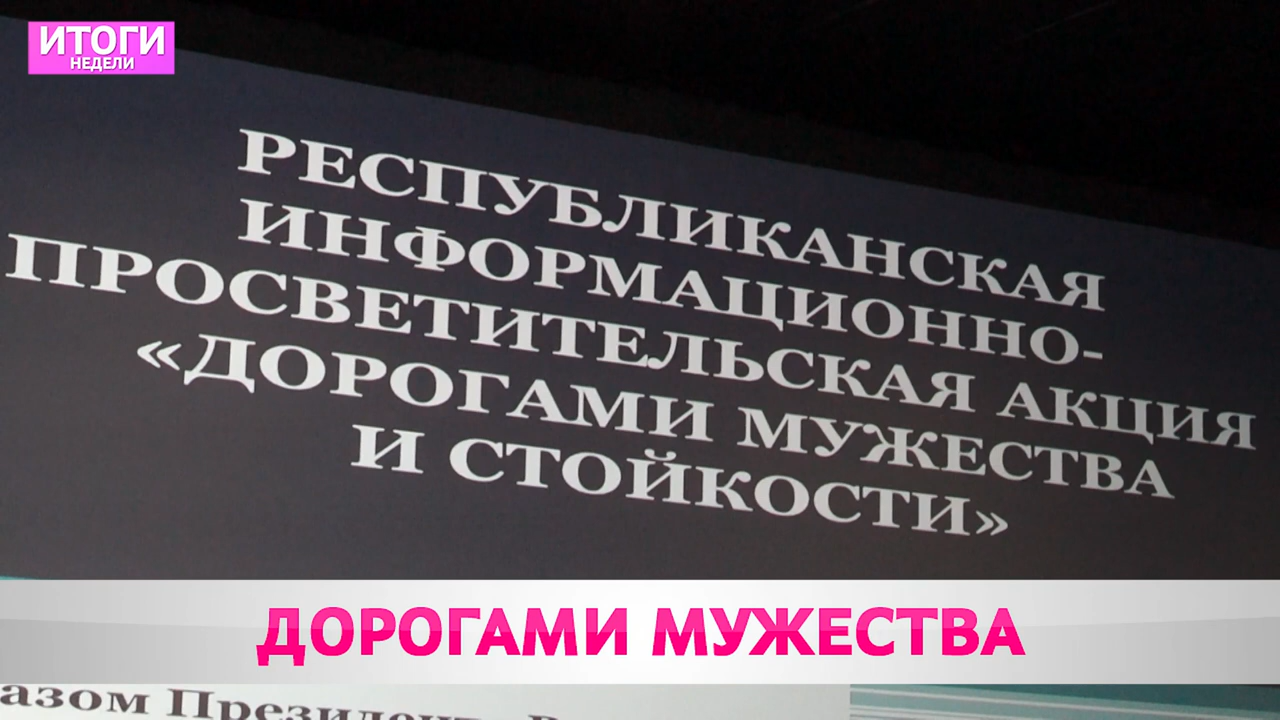 ИТОГИ
НЕДЕЛИ
РЕСПУБЛИКАНСКАЯ
ИНФОРМАЦИОННО-
ПРОСВЕТИТЕЛЬСКАЯ АКЦИЯ
«ДОРОГАМИ МУЖЕСТВА
И СТОЙКОСТИ»
ДОРОГАМИ МУЖЕСТВА